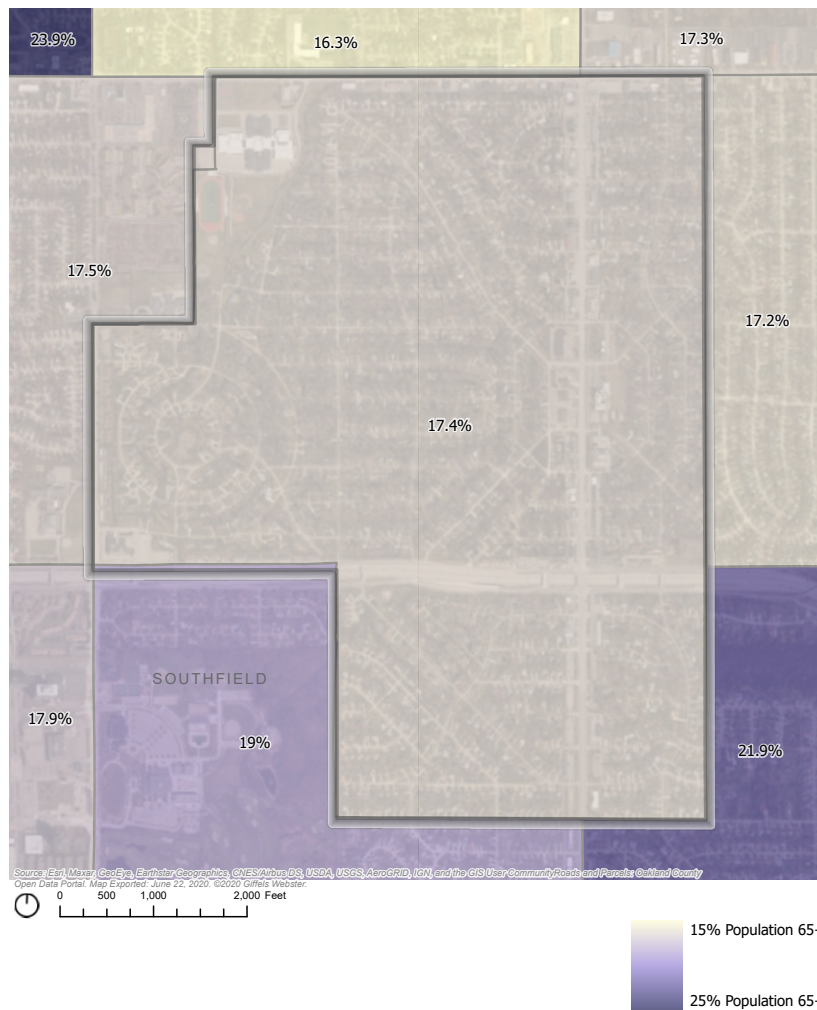 23.9%
16.3%
17.3%
17.5%
17.2%
17.4%
SOUTHFIELD
17.9%
19%
21.9%
Source: Esri, Maxar, GeoEye, Earthstar Geographics, CNES/Airbus DS, USDA, USGS, AeroGRID, IGN, and the GIS User CommunityRoads and Parcels: Oakland County
Open Data Portal. Map Exported: June 22, 2020. ©2020 Giffels Webster.
0 500 1,000 2,000 Feet
15% Population 65
25% Population 65